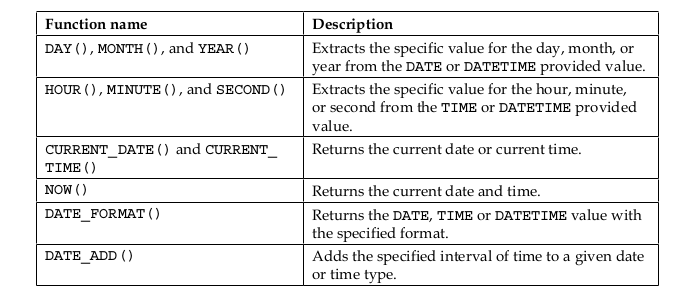 Function name Description
DAY(), MONTH(), and YEAR() Extracts the specific value for the day, month, or
year from the DATE or DATETIME provided value.
HOUR(), MINUTE(), and SECOND() Extracts the specific value for the hour, minute,
or second from the TIME or DATETIME provided
value.
CURRENT_DATE() and CURRENT_ Returns the current date or current time.
TIME()
NOW() Returns the current date and time.
DATE_FORMAT() Returns the DATE, TIME or DATETIME value with
the specified format.
DATE_ADD() Adds the specified interval of time to a given date
or time type.